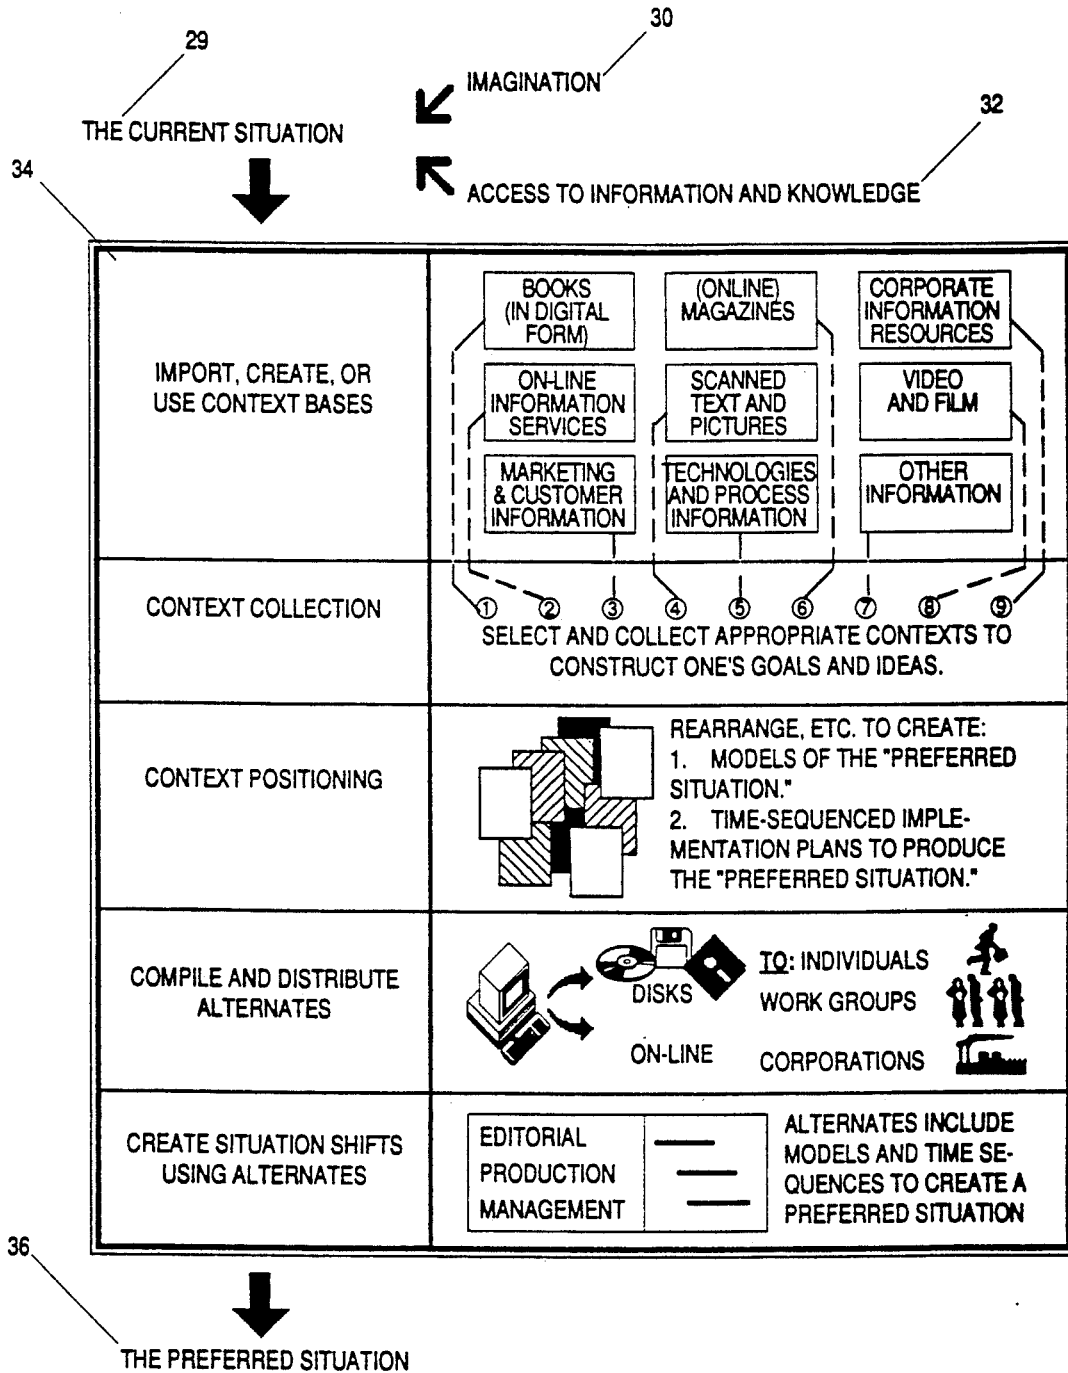 30
29
IMAGINATION
32
THE CURRENT SITUATION
34
ACCESS TO INFORMATION AND KNOWLEDGE
IMPORT, CREATE, OR
USE CONTEXT BASES
BOOKS
(IN DIGITAL
FORM)
(ONLINE)
MAGAZINES
CORPORATE
INFORMATION
RESOURCES
ON-LINE
INFORMATION
SERVICES
SCANNED
TEXT AND
PICTURES
VIDEO
AND FILM
MARKETING
& CUSTOMER
INFORMATION
TECHNOLOGIES
AND PROCESS
INFORMATION
OTHER
INFORMATION
CONTEXT COLLECTION
① ② ③ ④ ⑤ ⑥ ⑦ ⑧ ⑨
SELECT AND COLLECT APPROPRIATE CONTEXTS TO
CONSTRUCT ONE'S GOALS AND IDEAS.
CONTEXT POSITIONING
REARRANGE, ETC. TO CREATE:
1. MODELS OF THE "PREFERRED
SITUATION."
2. TIME-SEQUENCED IMPLE-
MENTATION PLANS TO PRODUCE
THE "PREFERRED SITUATION."
COMPILE AND DISTRIBUTE
ALTERNATES
DISKS
ON-LINE
TO: INDIVIDUALS
WORK GROUPS
CORPORATIONS
CREATE SITUATION SHIFTS
USING ALTERNATES
EDITORIAL
PRODUCTION
MANAGEMENT
ALTERNATES INCLUDE
MODELS AND TIME SE-
QUENCES TO CREATE A
PREFERRED SITUATION
36
THE PREFERRED SITUATION